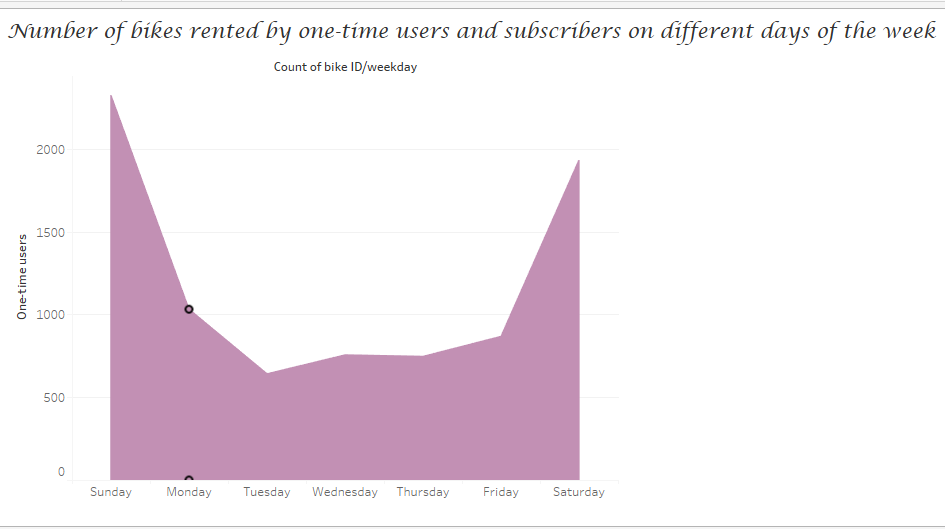 Number of bikes rented by one-time users and subscribers on different days of the week
Count of bike ID/weekday
One-time users
2000
1500
1000
500
0
Sunday Monday Tuesday Wednesday Thursday Friday Saturday